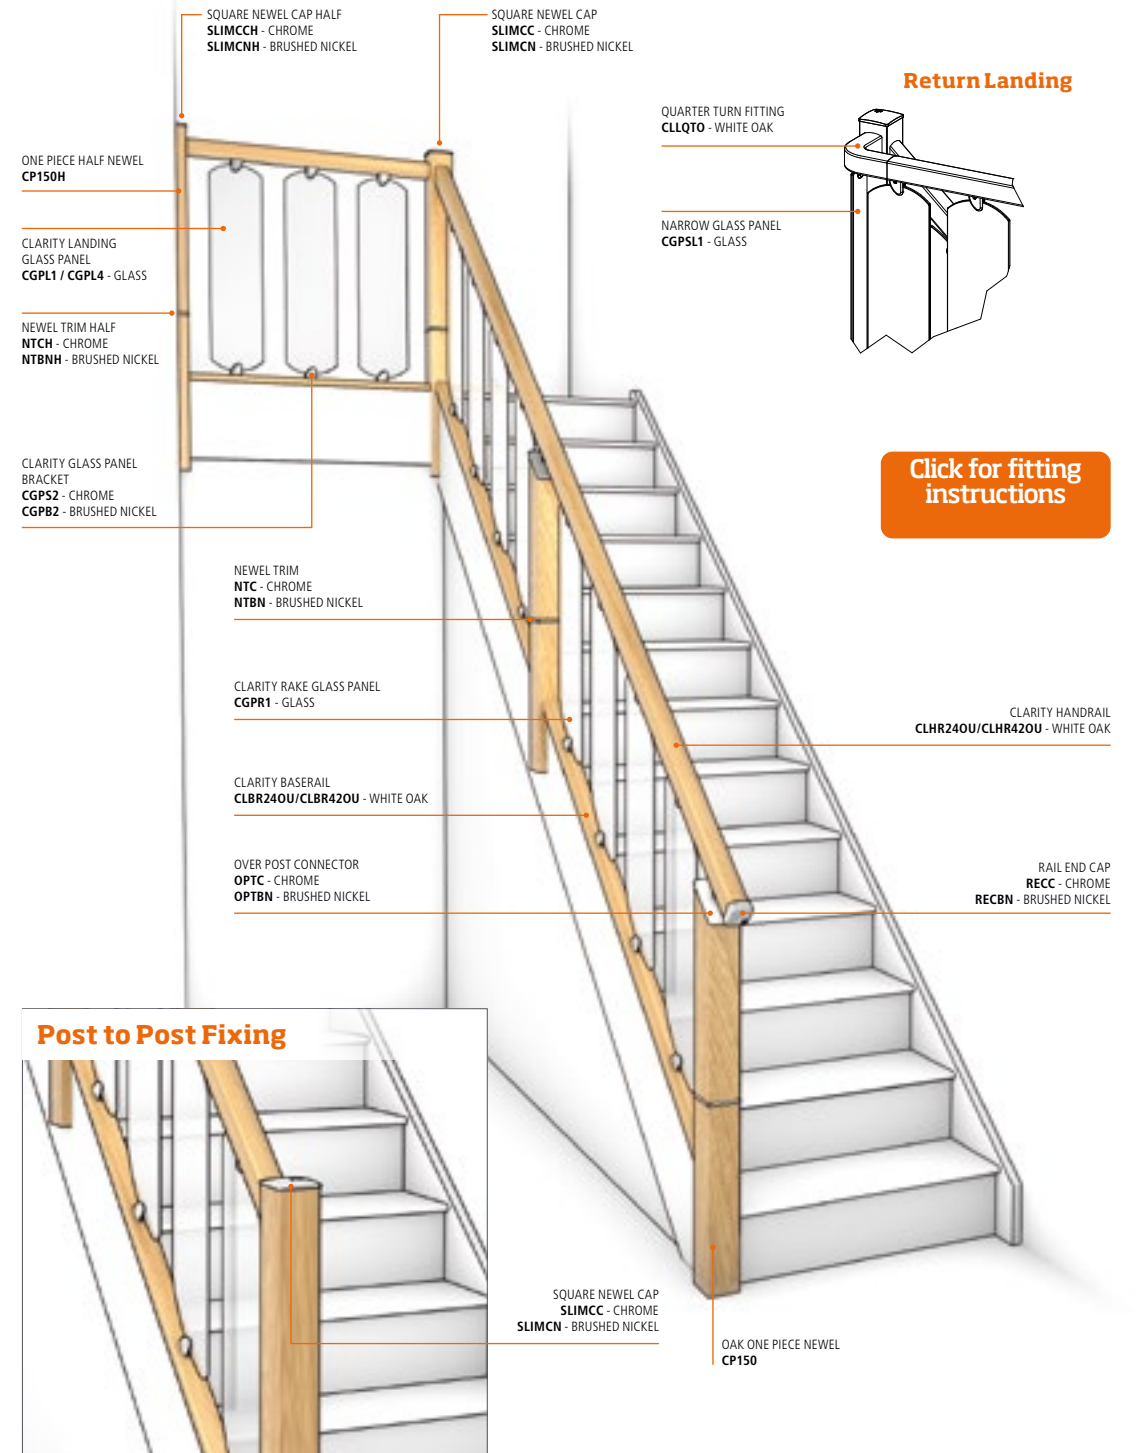 SQUARE NEWEL CAP HALF
SLIMCCH - CHROME
SLIMCNH - BRUSHED NICKEL
SQUARE NEWEL CAP
SLIMCC - CHROME
SLIMCN - BRUSHED NICKEL
Return Landing
QUARTER TURN FITTING
CLLQTO - WHITE OAK
ONE PIECE HALF NEWEL
CP150H
NARROW GLASS PANEL
CGPSL1 - GLASS
CLARITY LANDING
GLASS PANEL
CGPL1 / CGPL4 - GLASS
NEWEL TRIM HALF
NTCH - CHROME
NTBNH - BRUSHED NICKEL
CLARITY GLASS PANEL
BRACKET
CGPS2 - CHROME
CGPB2 - BRUSHED NICKEL
Click for fitting
instructions
NEWEL TRIM
NTC - CHROME
NTBN - BRUSHED NICKEL
CLARITY RAKE GLASS PANEL
CGPR1 - GLASS
CLARITY HANDRAIL
CLHR24OU/CLHR42OU - WHITE OAK
CLARITY BASERAIL
CLBR24OU/CLBR42OU - WHITE OAK
OVER POST CONNECTOR
OPTC - CHROME
OPTBN - BRUSHED NICKEL
RAIL END CAP
RECC - CHROME
RECBN - BRUSHED NICKEL
Post to Post Fixing
SQUARE NEWEL CAP
SLIMCC - CHROME
SLIMCN - BRUSHED NICKEL
OAK ONE PIECE NEWEL
CP150